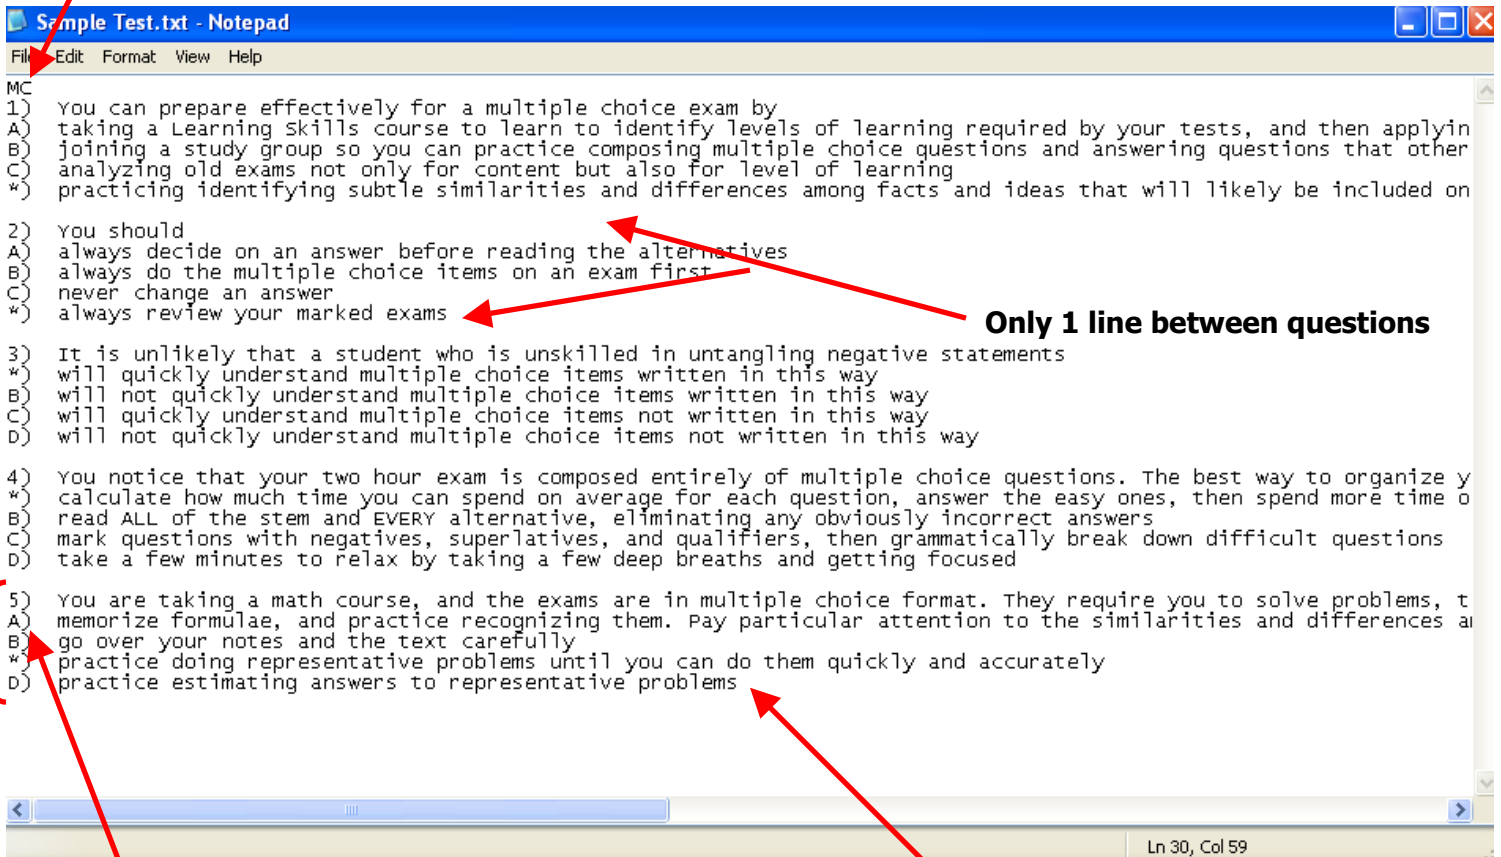 Sample Test.txt - Notepad
File Edit Format View Help
MC
1) You can prepare effectively for a multiple choice exam by
A) taking a Learning Skills course to learn to identify levels of learning required by your tests, and then applyin
B) joining a study group so you can practice composing multiple choice questions and answering questions that other
C) analyzing old exams not only for content but also for level of learning
*) practicing identifying subtle similarities and differences among facts and ideas that will likely be included on
2) You should
A) always decide on an answer before reading the alternatives
B) always do the multiple choice items on an exam first
C) never change an answer
*) always review your marked exams
Only 1 line between questions
3) It is unlikely that a student who is unskilled in untangling negative statements
*) will quickly understand multiple choice items written in this way
B) will not quickly understand multiple choice items written in this way
C) will quickly understand multiple choice items not written in this way
D) will not quickly understand multiple choice items not written in this way
4) You notice that your two hour exam is composed entirely of multiple choice questions. The best way to organize y
*) calculate how much time you can spend on average for each question, answer the easy ones, then spend more time o
B) read ALL of the stem and EVERY alternative, eliminating any obviously incorrect answers
C) mark questions with negatives, superlatives, and qualifiers, then grammatically break down difficult questions
D) take a few minutes to relax by taking a few deep breaths and getting focused
5) You are taking a math course, and the exams are in multiple choice format. They require you to solve problems, t
A) memorize formulae, and practice recognizing them. Pay particular attention to the similarities and differences a
B) go over your notes and the text carefully
*) practice doing representative problems until you can do them quickly and accurately
D) practice estimating answers to representative problems
Ln 30, Col 59